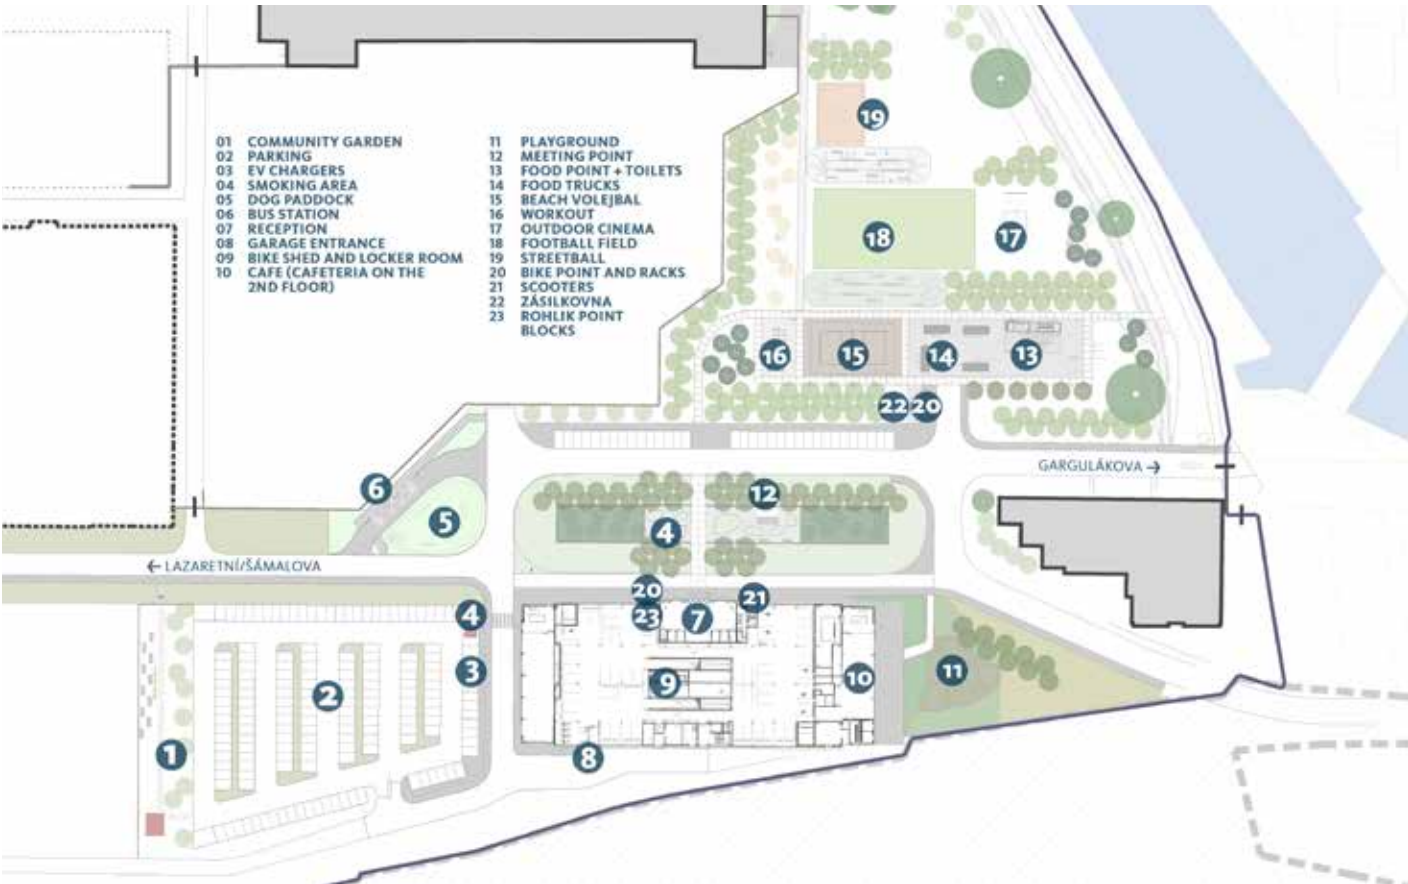 01 COMMUNITY GARDEN
02 PARKING
03 EV CHARGERS
04 SMOKING AREA
05 DOG PADDOCK
06 BUS STATION
07 RECEPTION
08 GARAGE ENTRANCE
09 BIKE SHED AND LOCKER ROOM
10 CAFE (CAFETERIA ON THE
2ND FLOOR)
11 PLAYGROUND
12 MEETING POINT
13 FOOD POINT + TOILETS
14 FOOD TRUCKS
15 BEACH VOLEJBAL
16 WORKOUT
17 OUTDOOR CINEMA
18 FOOTBALL FIELD
19 STREETBALL
20 BIKE POINT AND RACKS
21 SCOOTERS
22 ZÁSILKOVNA
23 ROHLIK POINT
BLOCKS
19
18
17
16
15
14
13
22
20
GARGULÁKOVA →
6
12
5
4
← LAZARETNÍ/ŠÁMALOVA
20
21
4
23
7
3
11
2
9
10
1
8